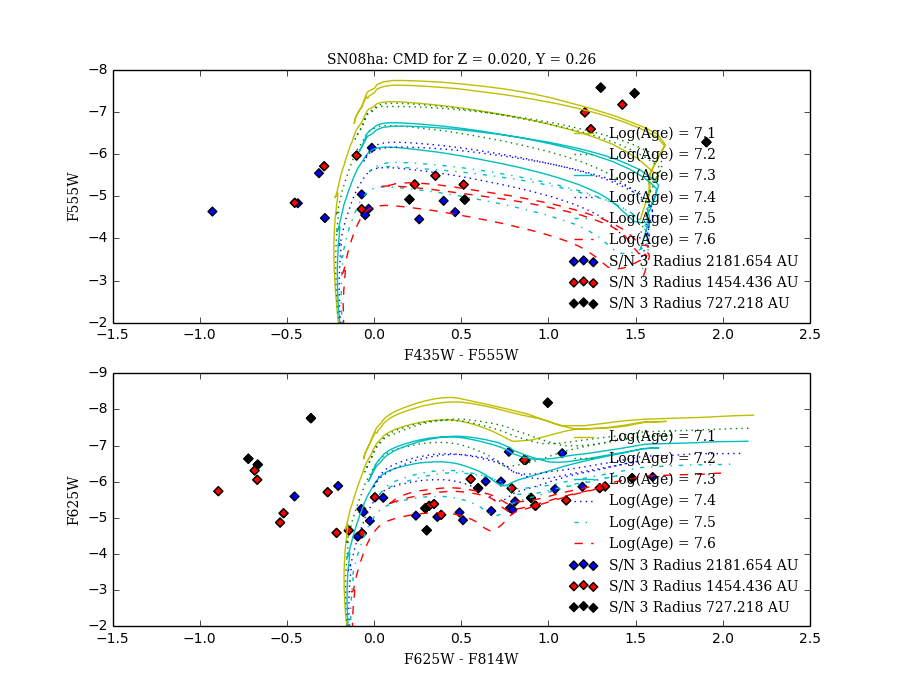 SN08ha: CMD for Z = 0.020, Y = 0.26
−8
−7
−6
−5
−4
−3
−2
F555W
Log(Age) = 7.1
Log(Age) = 7.2
Log(Age) = 7.3
Log(Age) = 7.4
Log(Age) = 7.5
Log(Age) = 7.6
S/N 3 Radius 2181.654 AU
S/N 3 Radius 1454.436 AU
S/N 3 Radius 727.218 AU
−1.5 −1.0 −0.5 0.0 0.5 1.0 1.5 2.0 2.5
F435W - F555W
−9
−8
−7
−6
−5
−4
−3
−2
F625W
Log(Age) = 7.1
Log(Age) = 7.2
Log(Age) = 7.3
Log(Age) = 7.4
Log(Age) = 7.5
Log(Age) = 7.6
S/N 3 Radius 2181.654 AU
S/N 3 Radius 1454.436 AU
S/N 3 Radius 727.218 AU
−1.5 −1.0 −0.5 0.0 0.5 1.0 1.5 2.0 2.5
F625W - F814W